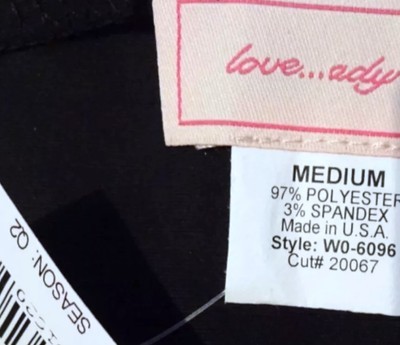 love...ady
MEDIUM
97% POLYESTER
3% SPANDEX
Made in U.S.A.
Style: W0-6096
Cut# 20067
SEASON: Q2